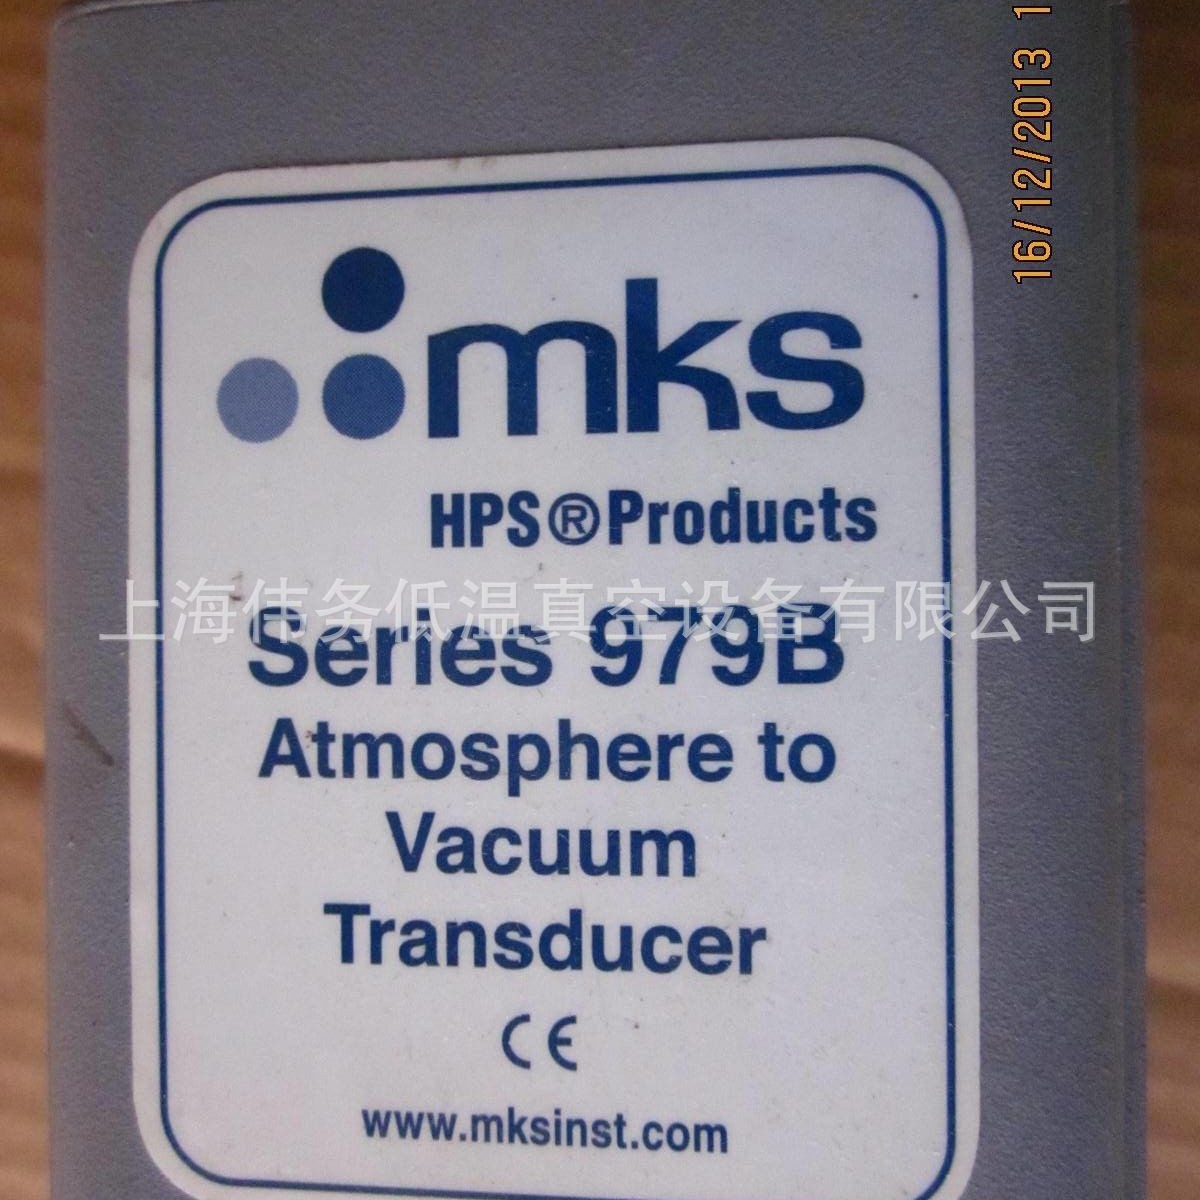 16/12/2013 1
mks
HPS®Products
上海伟务低温真空设备有限公司
Series 979B
Atmosphere to
Vacuum
Transducer
CE
www.mksinst.com